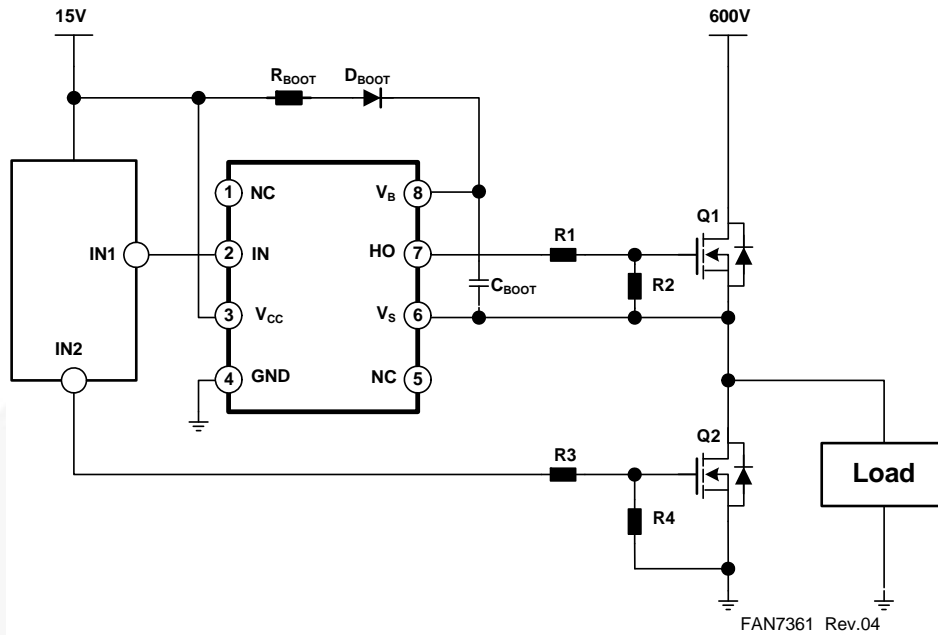 15V
600V
RBOOT
DBOOT
1
NC
VB
8
Q1
IN1
2
IN
HO
7
R1
R2
CBOOT
3
VCC
VS
6
IN2
4
GND
NC
5
Q2
R3
Load
R4
FAN7361 Rev.04